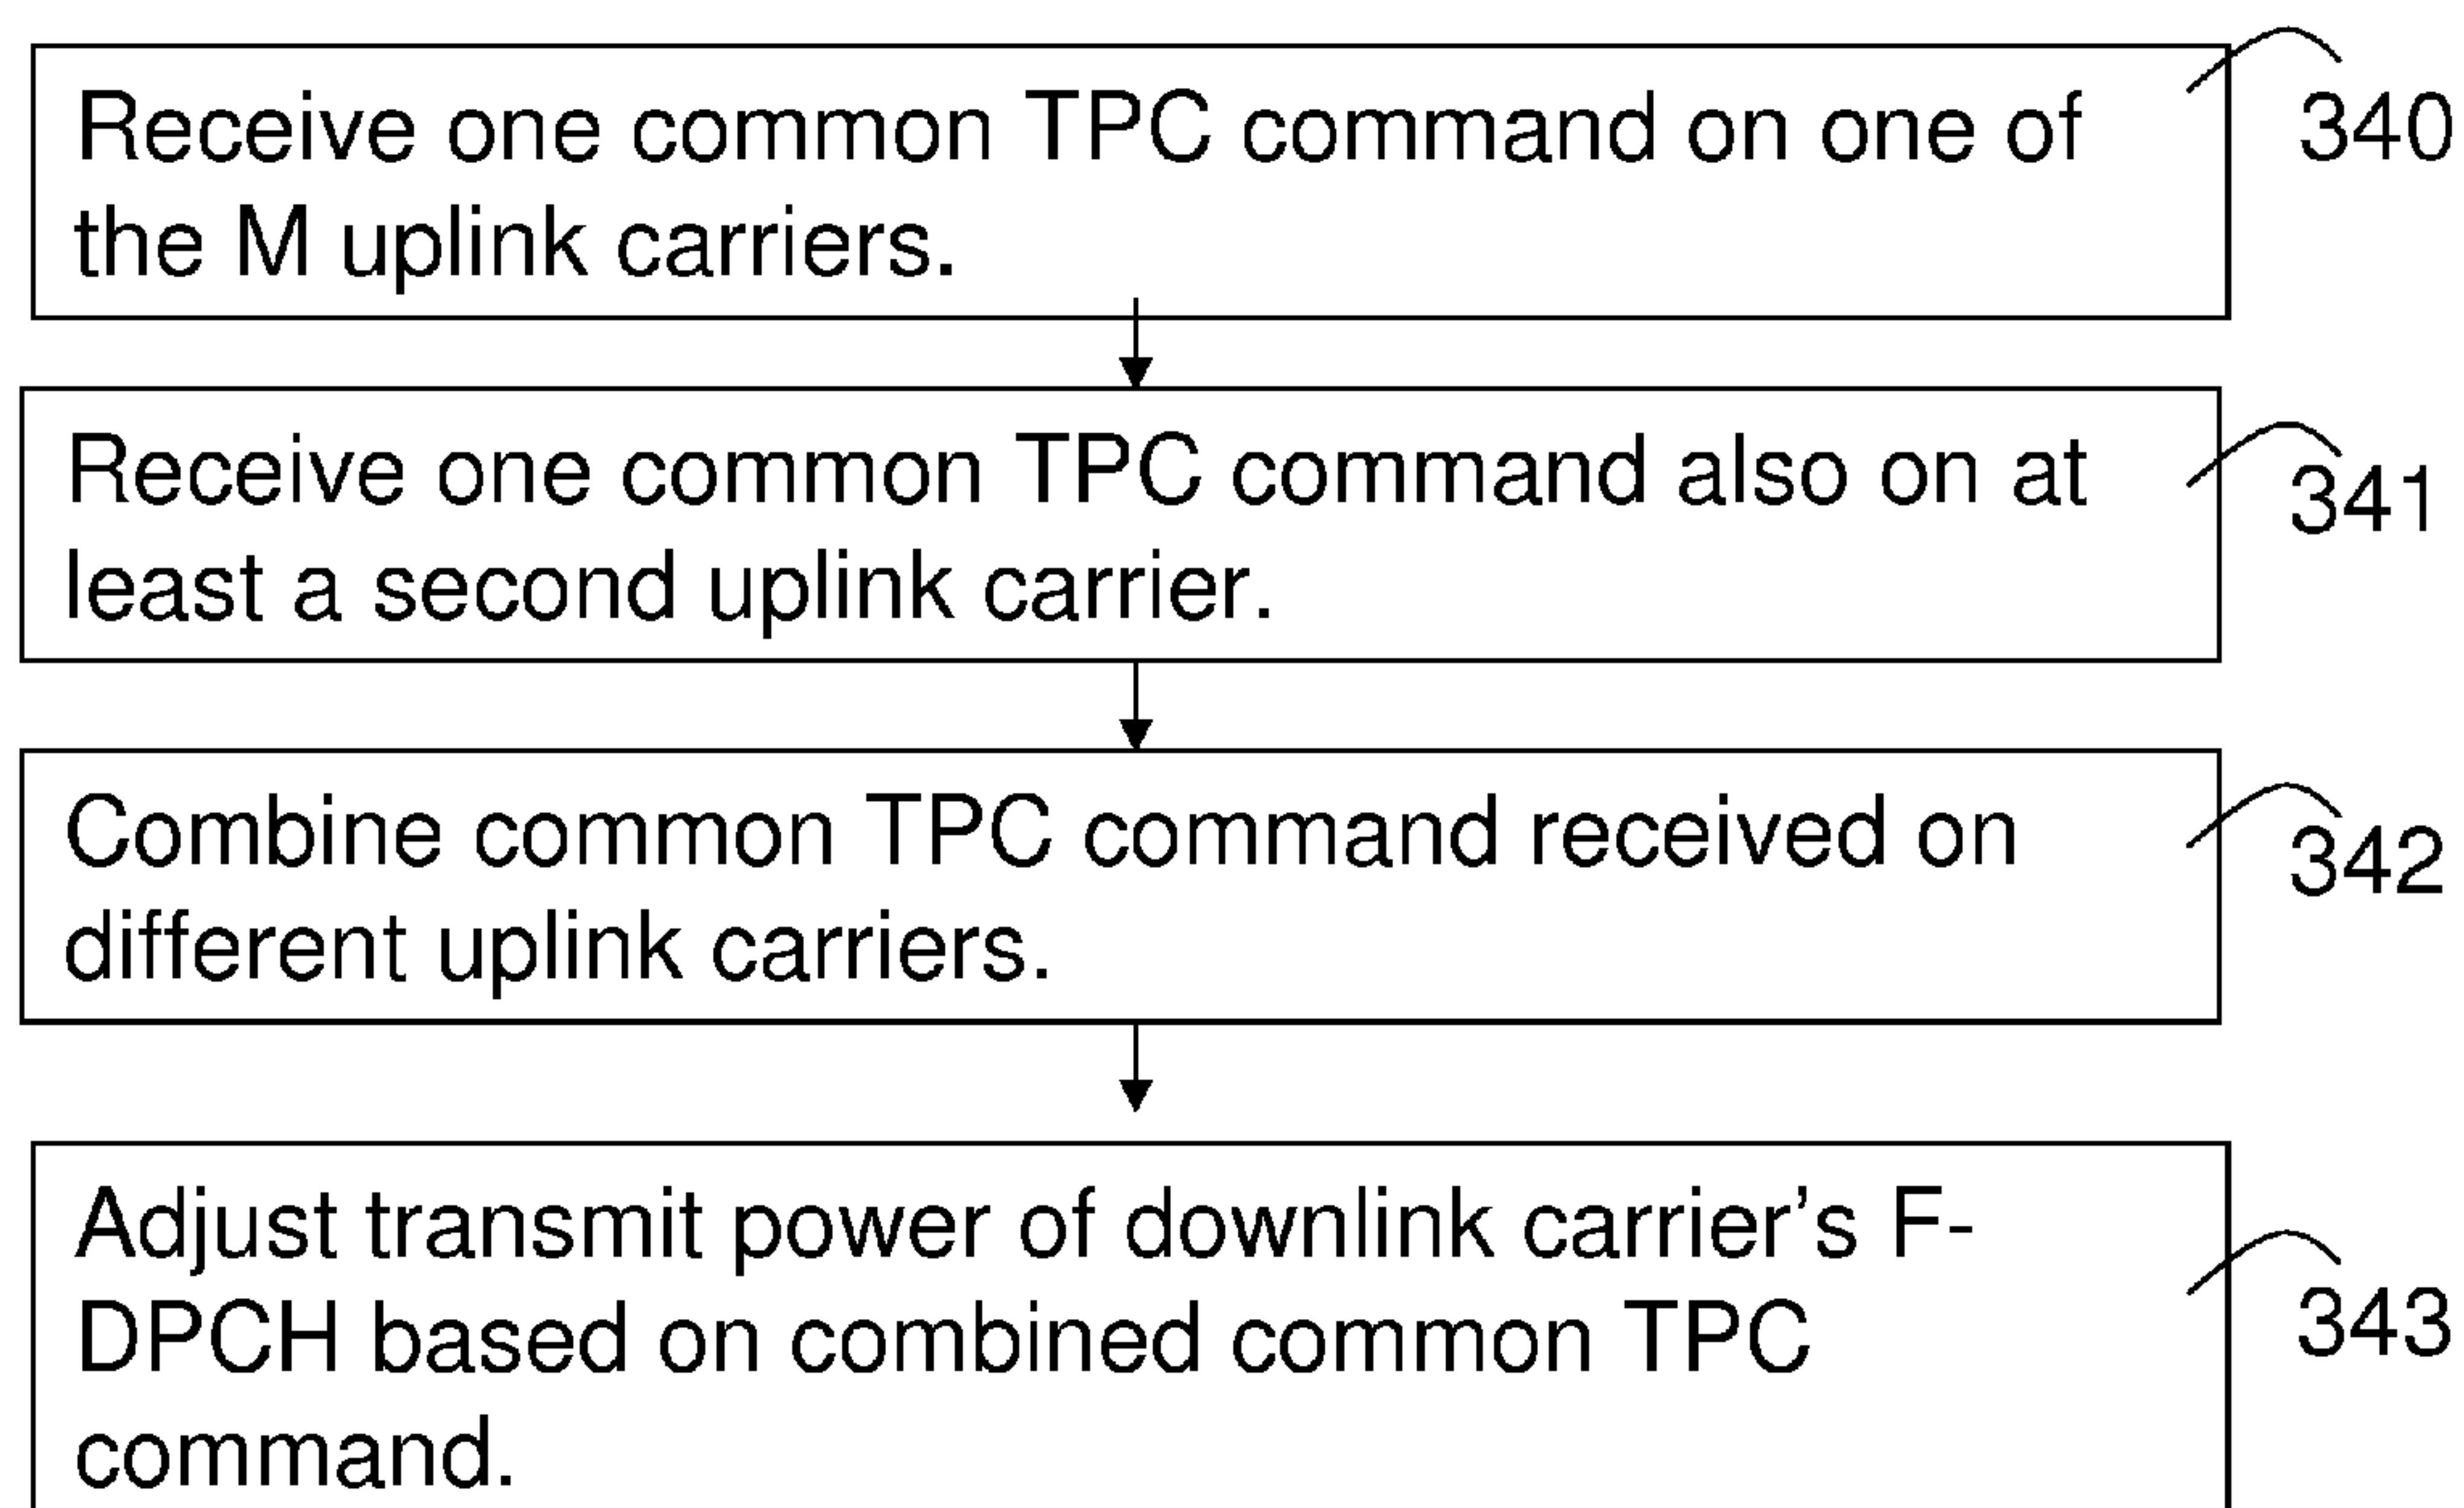 Receive one common TPC command on one of
the M uplink carriers.
340
Receive one common TPC command also on at
least a second uplink carrier.
341
Combine common TPC command received on
different uplink carriers.
342
Adjust transmit power of downlink carrier's F-
DPCH based on combined common TPC
command.
343